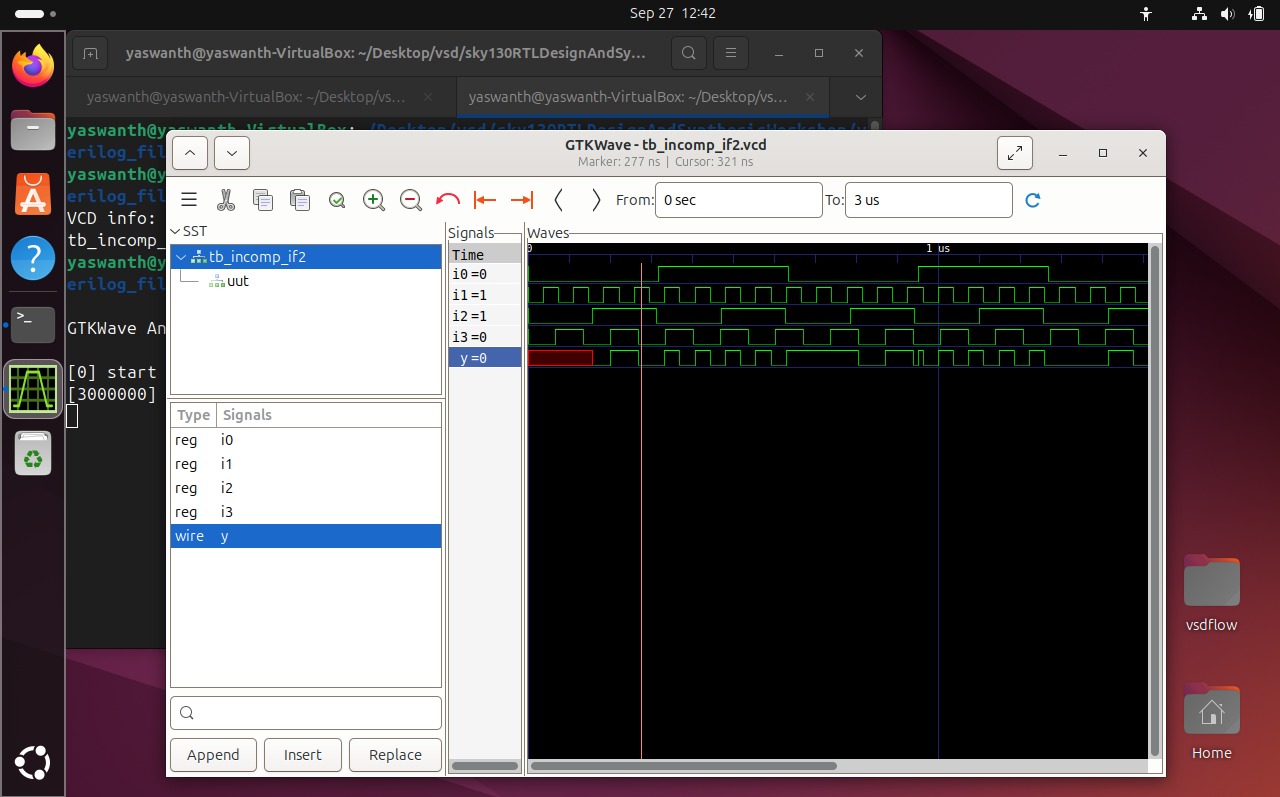 Sep 27 12:42
yaswanth@yaswanth-VirtualBox: ~/Desktop/vsd/sky130RTLDesignAndSy...
yaswanth@yaswanth-VirtualBox: ~/Desktop/vs...
yaswanth@yaswanth-VirtualBox: ~/Desktop/vs...
yaswanth@yaswanth-VirtualBox:~/Desktop/vsd/sky130RTLDesignAndSynthesisWorkshop/v
erilog_fil
yaswanth@y
erilog_fil
VCD info:
tb_incomp_
yaswanth@y
erilog_fil
GTKWave An
[0] start
[3000000]
GTKWave - tb_incomp_if2.vcd
Marker: 277 ns | Cursor: 321 ns
From: 0 sec
To: 3 us
SST
tb_incomp_if2
uut
Type Signals
reg i0
reg i1
reg i2
reg i3
wire y
Append
Insert
Replace
Signals
Time
i0 =0
i1 =1
i2 =1
i3 =0
y =0
Waves
0
1 us
vsdflow
Home